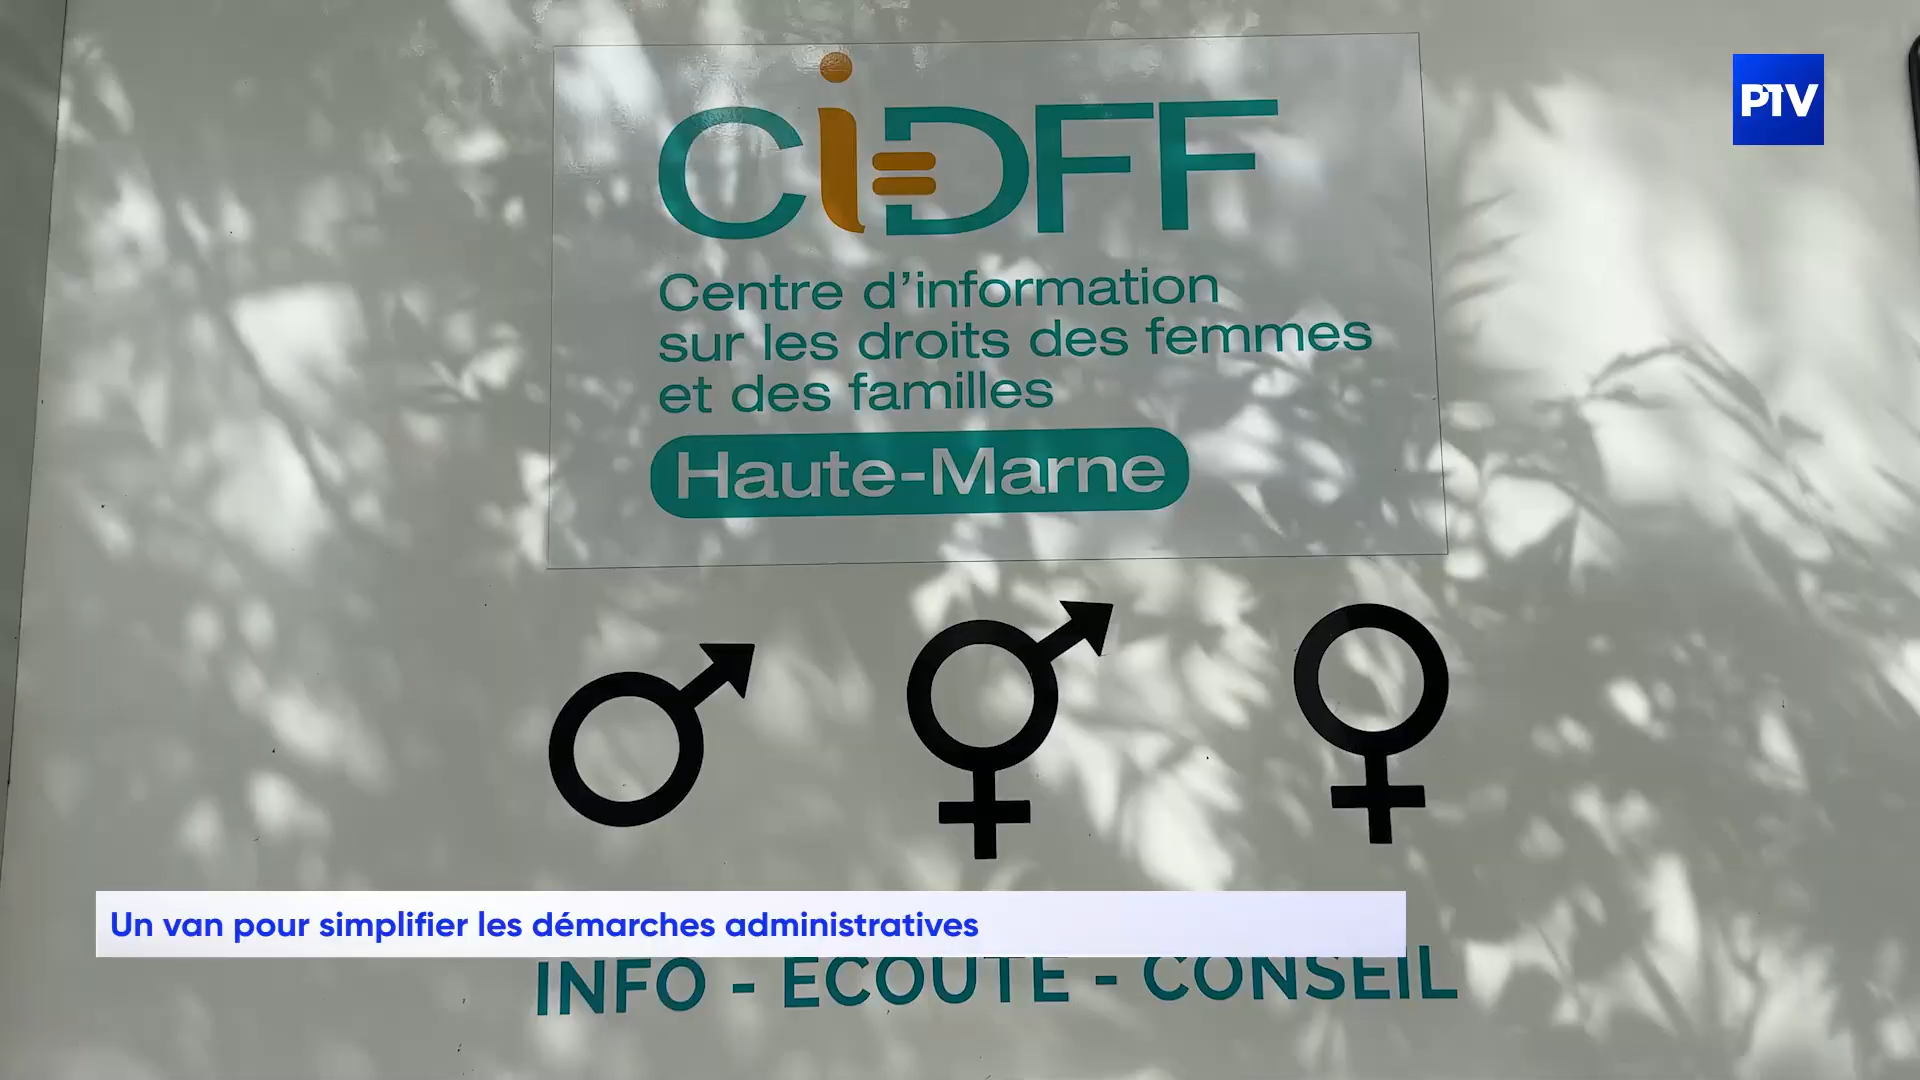 PTV
CiDFF
Centre d'information
sur les droits des femmes
et des familles
Haute-Marne
Un van pour simplifier les démarches administratives
INFO - ECOUTE - CONSEIL